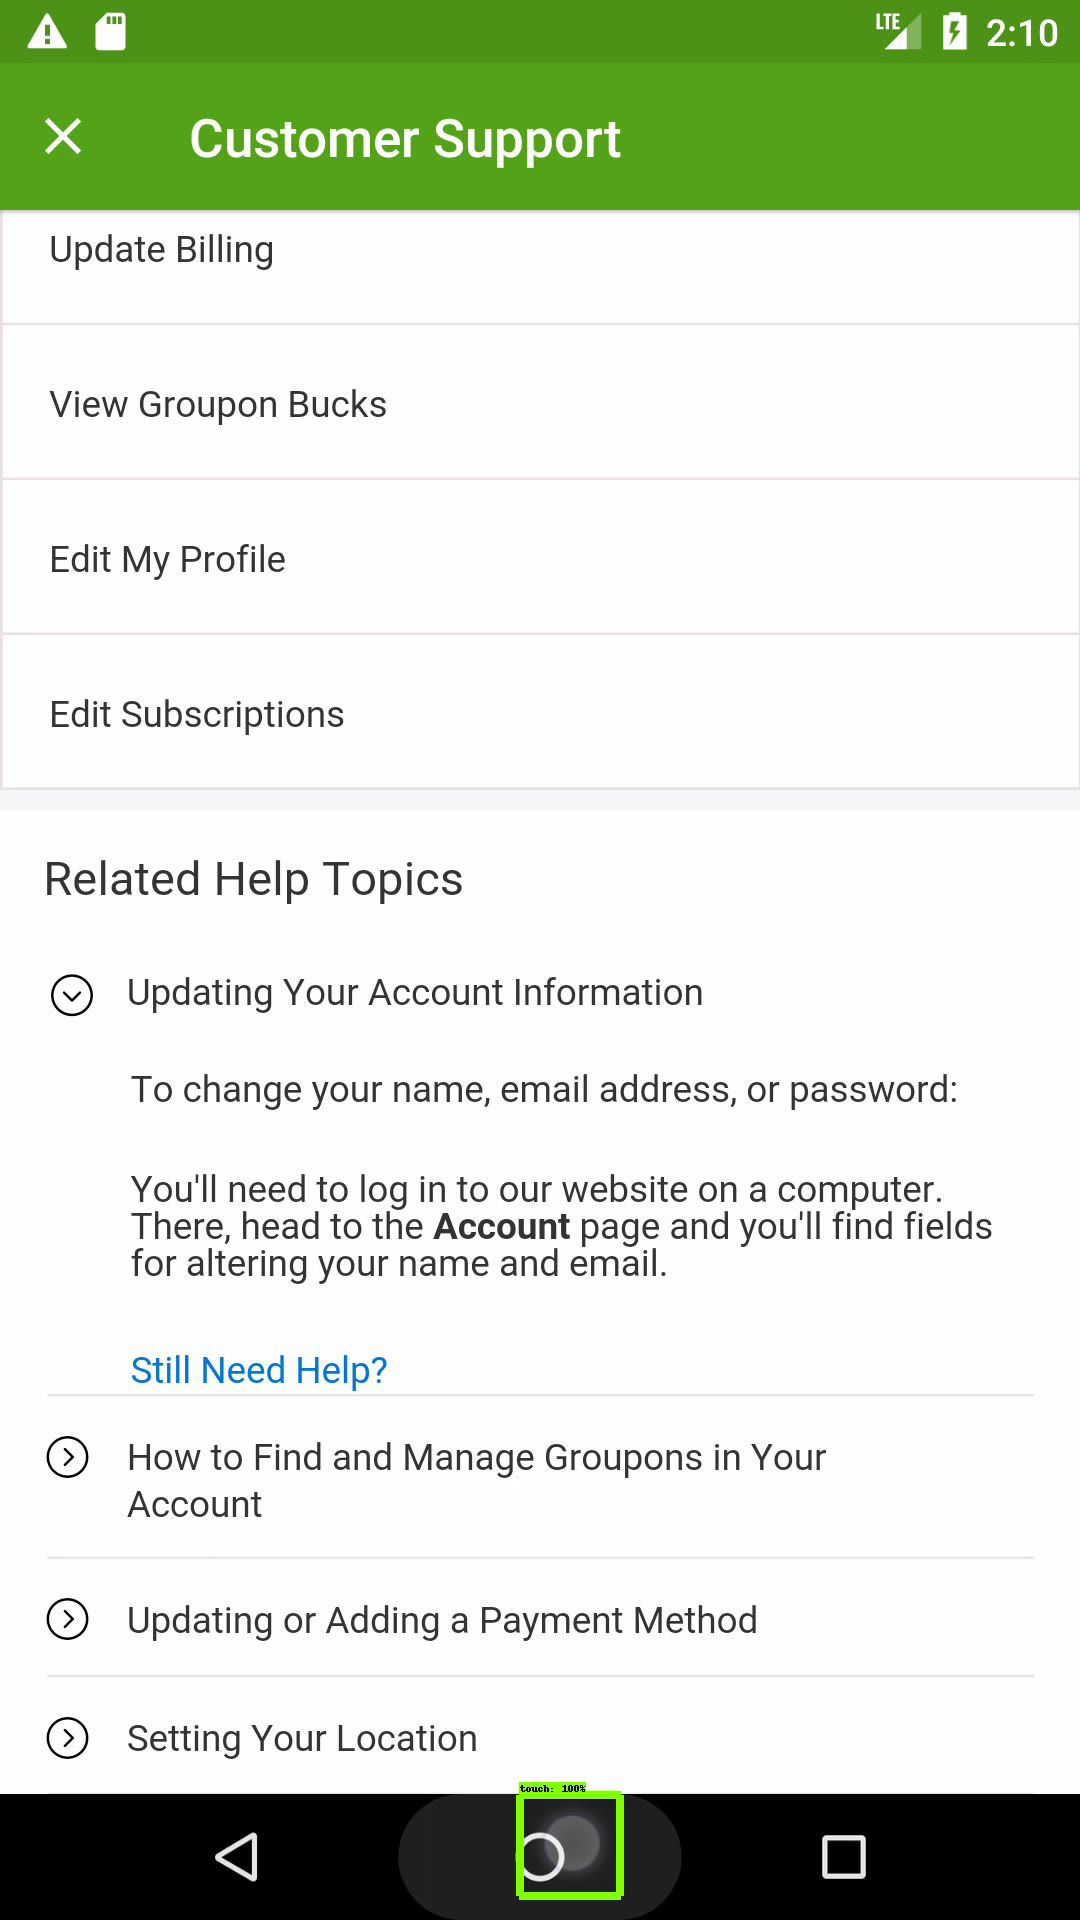 LTE 2:10
Customer Support
Update Billing
View Groupon Bucks
Edit My Profile
Edit Subscriptions
Related Help Topics
Updating Your Account Information
To change your name, email address, or password:
You'll need to log in to our website on a computer.
There, head to the Account page and you'll find fields
for altering your name and email.
Still Need Help?
How to Find and Manage Groupons in Your
Account
Updating or Adding a Payment Method
Setting Your Location
touch: 100%